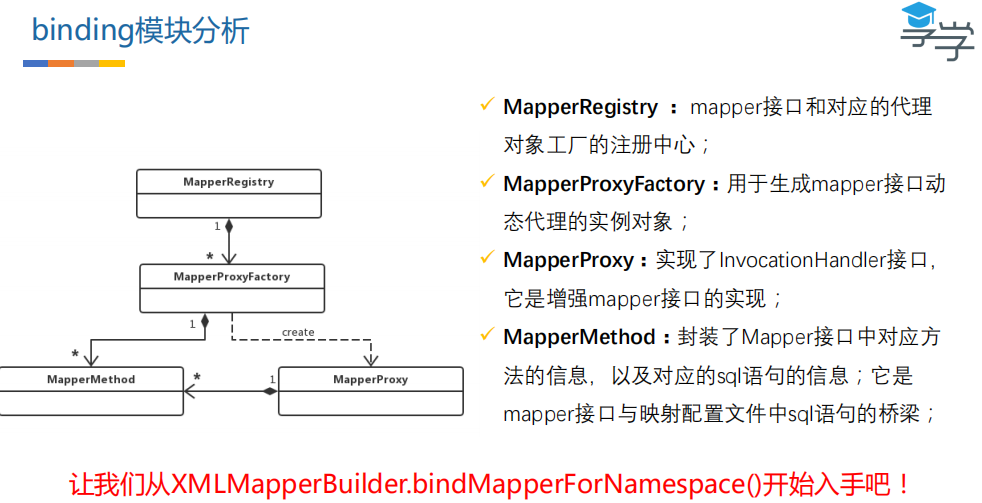 binding模块分析
享学
MapperRegistry ： mapper接口和对应的代理
对象工厂的注册中心；
MapperProxyFactory：用于生成mapper接口动
态代理的实例对象；
MapperProxy：实现了InvocationHandler接口，
它是增强mapper接口的实现；
MapperMethod：封装了Mapper接口中对应方
法的信息，以及对应的sql语句的信息；它是
mapper接口与映射配置文件中sql语句的桥梁；
MapperRegistry
1
*
MapperProxyFactory
1
create
*
MapperMethod
*
1
MapperProxy
让我们从XMLMapperBuilder.bindMapperForNamespace()开始入手吧！